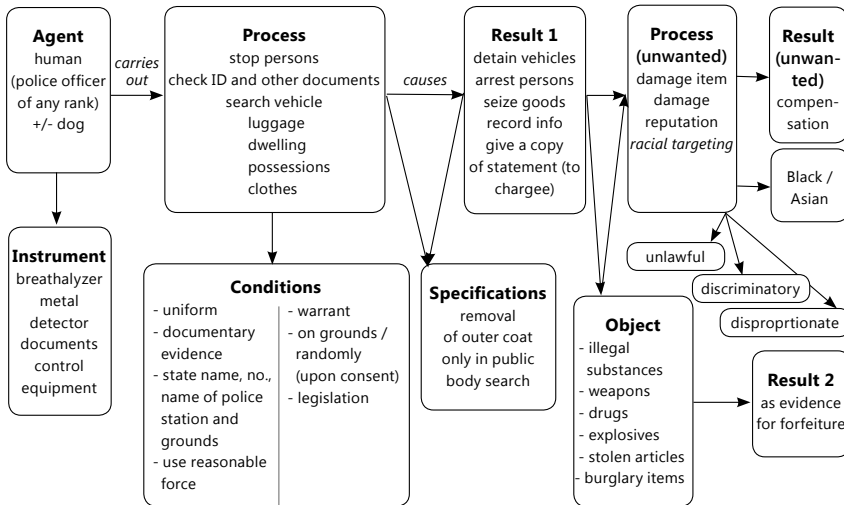 Agent
human
(police officer
of any rank)
+/- dog
carries
out
Process
stop persons
check ID and other documents
search vehicle
luggage
dwelling
possessions
clothes
causes
Result 1
detain vehicles
arrest persons
seize goods
record info
give a copy
of statement (to
chargee)
Process
(unwanted)
damage item
damage
reputation
racial targeting
Result
(unwan-
ted)
compen-
sation
Black /
Asian
unlawful
discriminatory
disproprtionate
Instrument
breathalyzer
metal
detector
documents
control
equipment
Conditions
- uniform
- documentary
evidence
- state name, no.,
name of police
station and
grounds
- use reasonable
force
- warrant
- on grounds /
randomly
(upon consent)
- legislation
Specifications
removal
of outer coat
only in public
body search
Object
- illegal
substances
- weapons
- drugs
- explosives
- stolen articles
- burglary items
Result 2
as evidence
for forfeiture